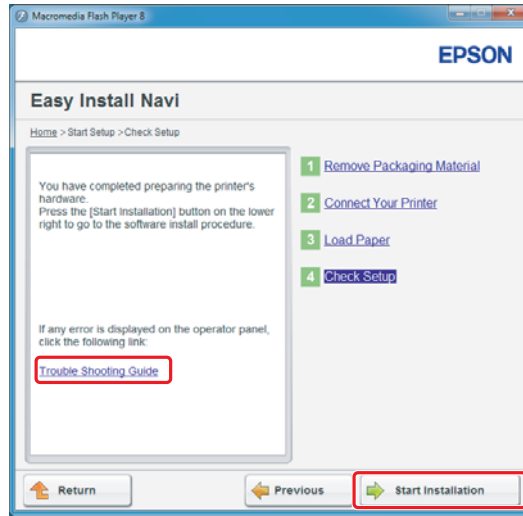 Macromedia Flash Player 8
EPSON
Easy Install Navi
Home > Start Setup >Check Setup
You have completed preparing the printer's
hardware.
Press the [Start Installation] button on the lower
right to go to the software install procedure.
If any error is displayed on the operator panel,
click the following link:
Trouble Shooting Guide
1 Remove Packaging Material
2 Connect Your Printer
3 Load Paper
4 Check Setup
Return
Previous
Start Installation